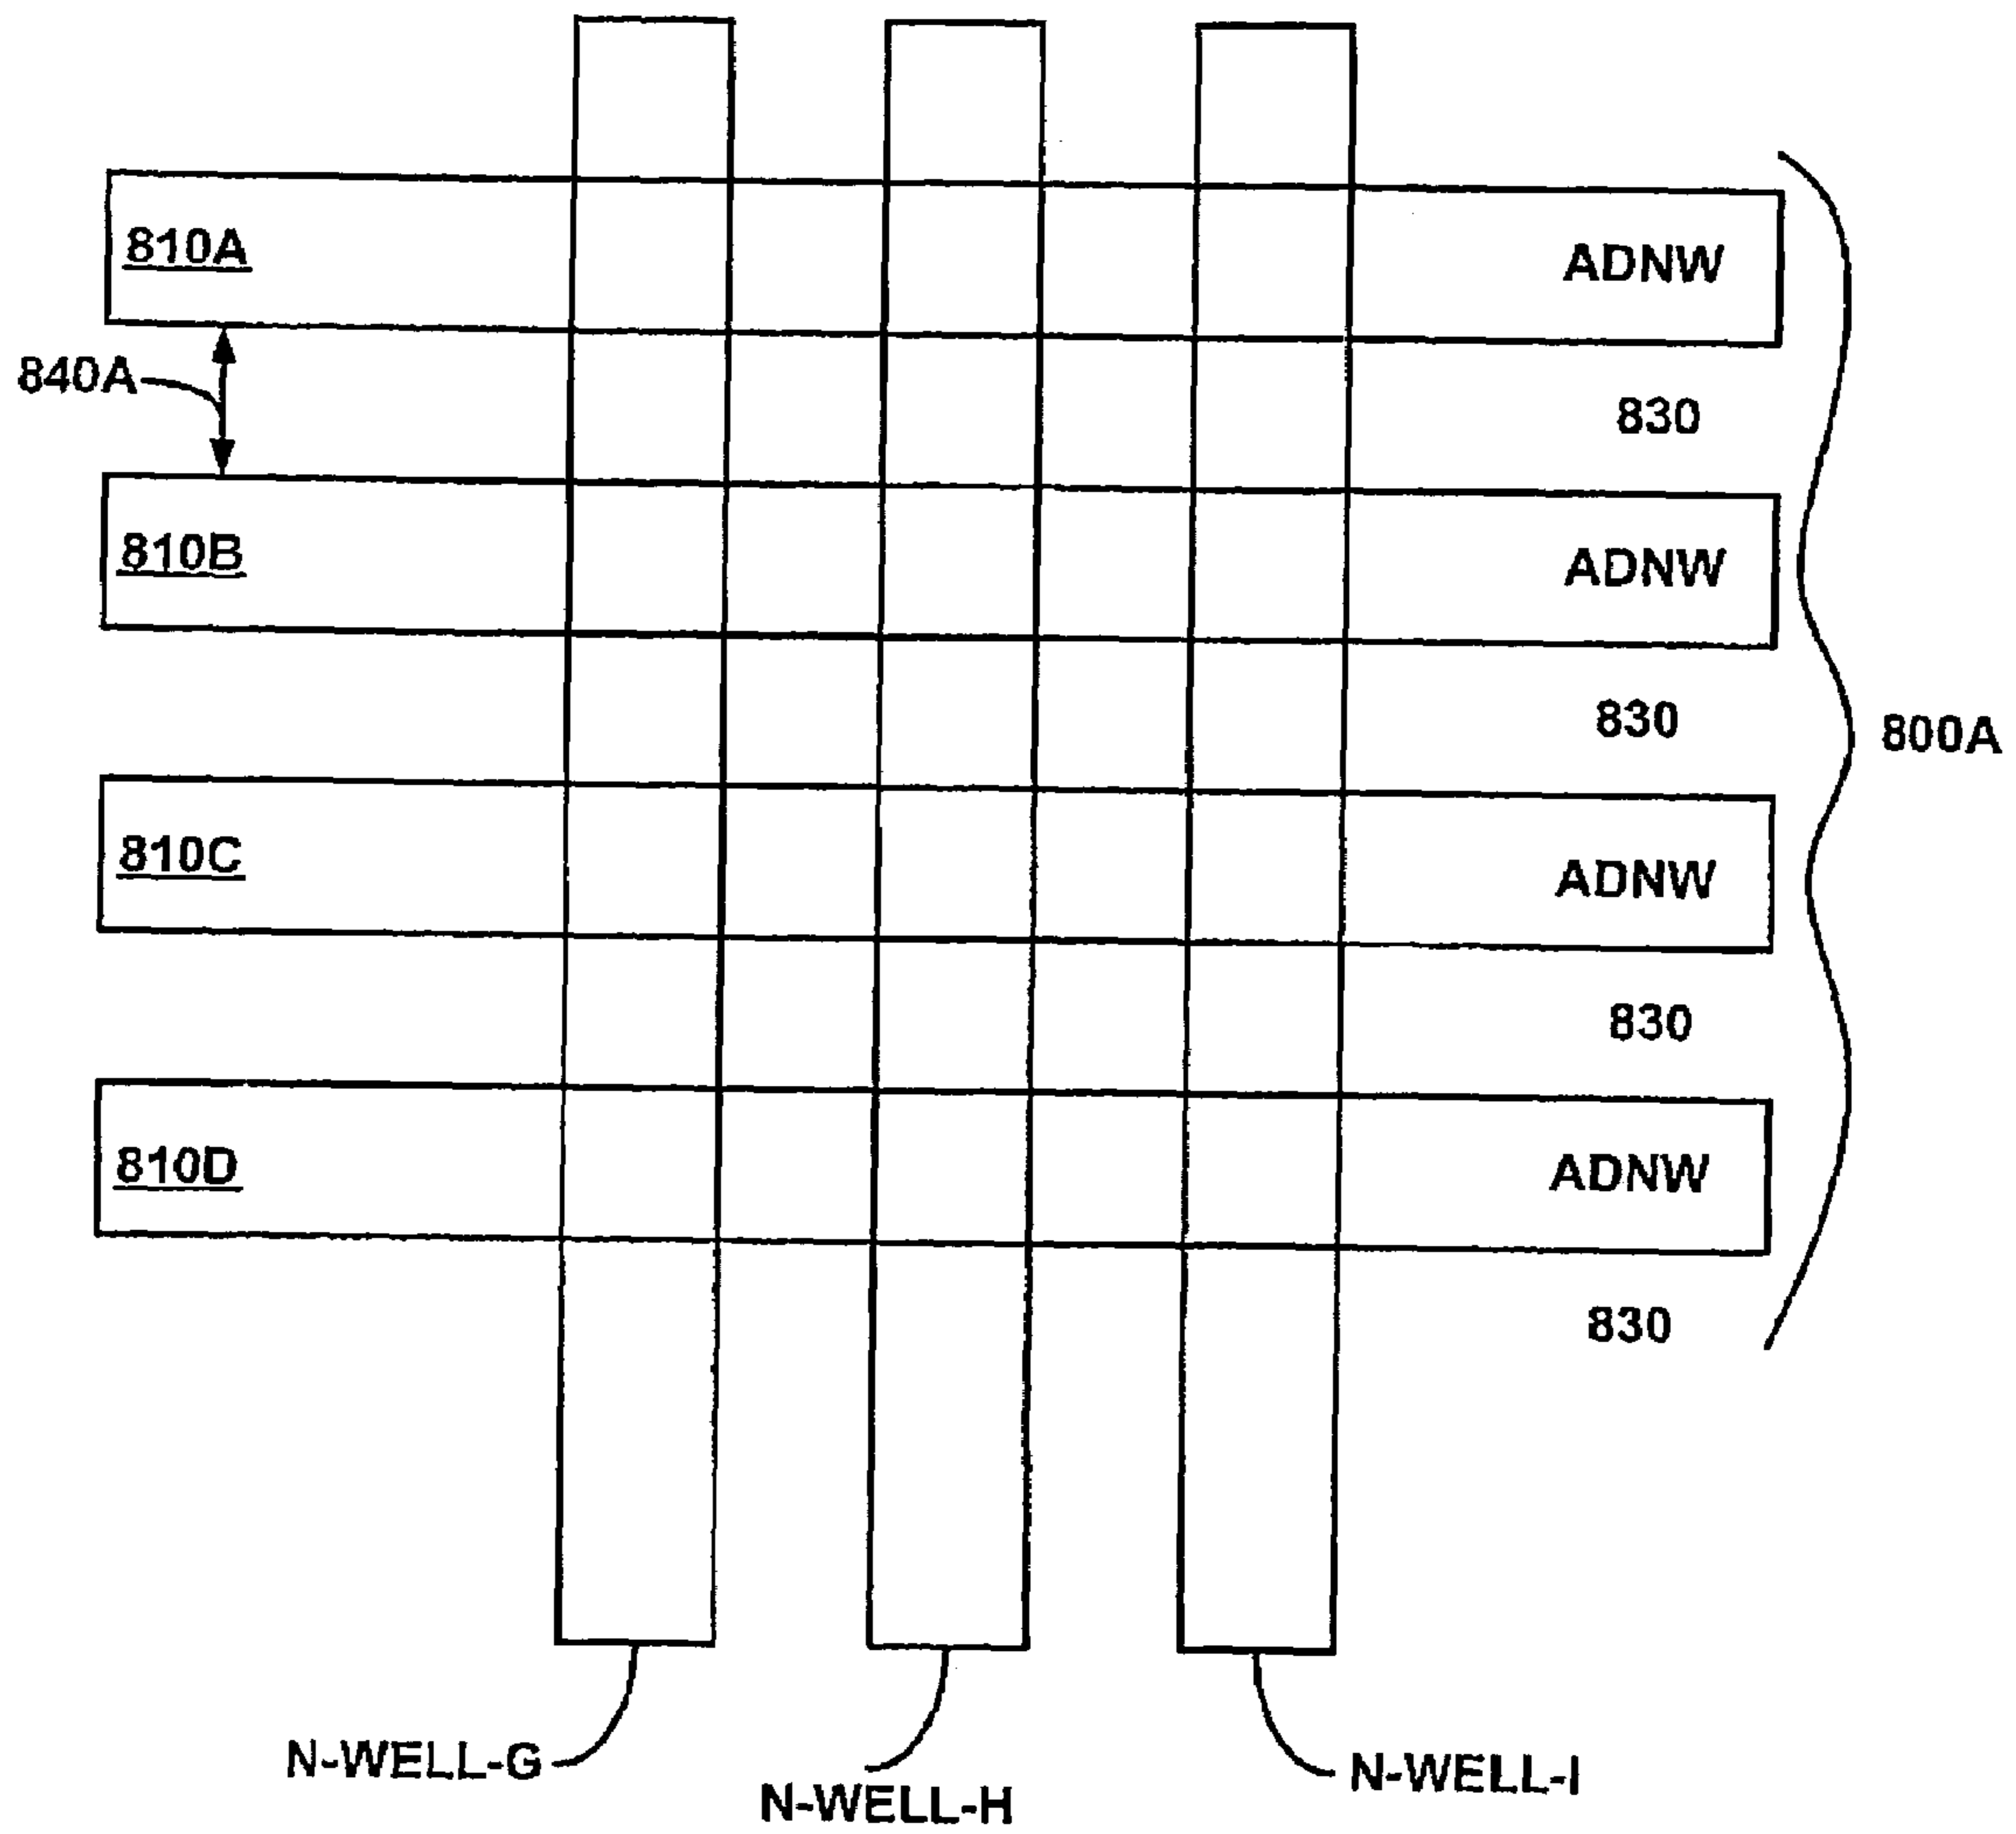 810A
ADNW
840A
830
810B
ADNW
830
800A
810C
ADNW
830
810D
ADNW
830
N-WELL-G
N-WELL-H
N-WELL-I